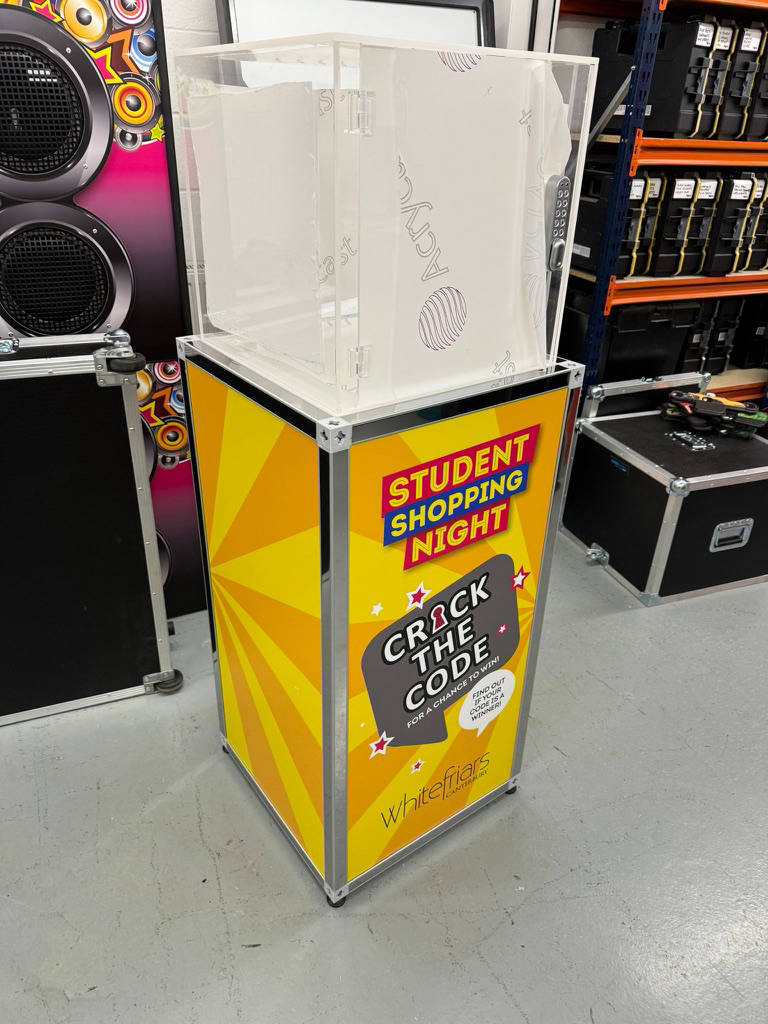 Acrycast
STUDENT
SHOPPING
NIGHT
CRACK
THE
CODE
FOR A CHANCE TO WIN!
FIND OUT
IF YOUR
CODE IS A
WINNER!
Whitefriars
CANTERBURY